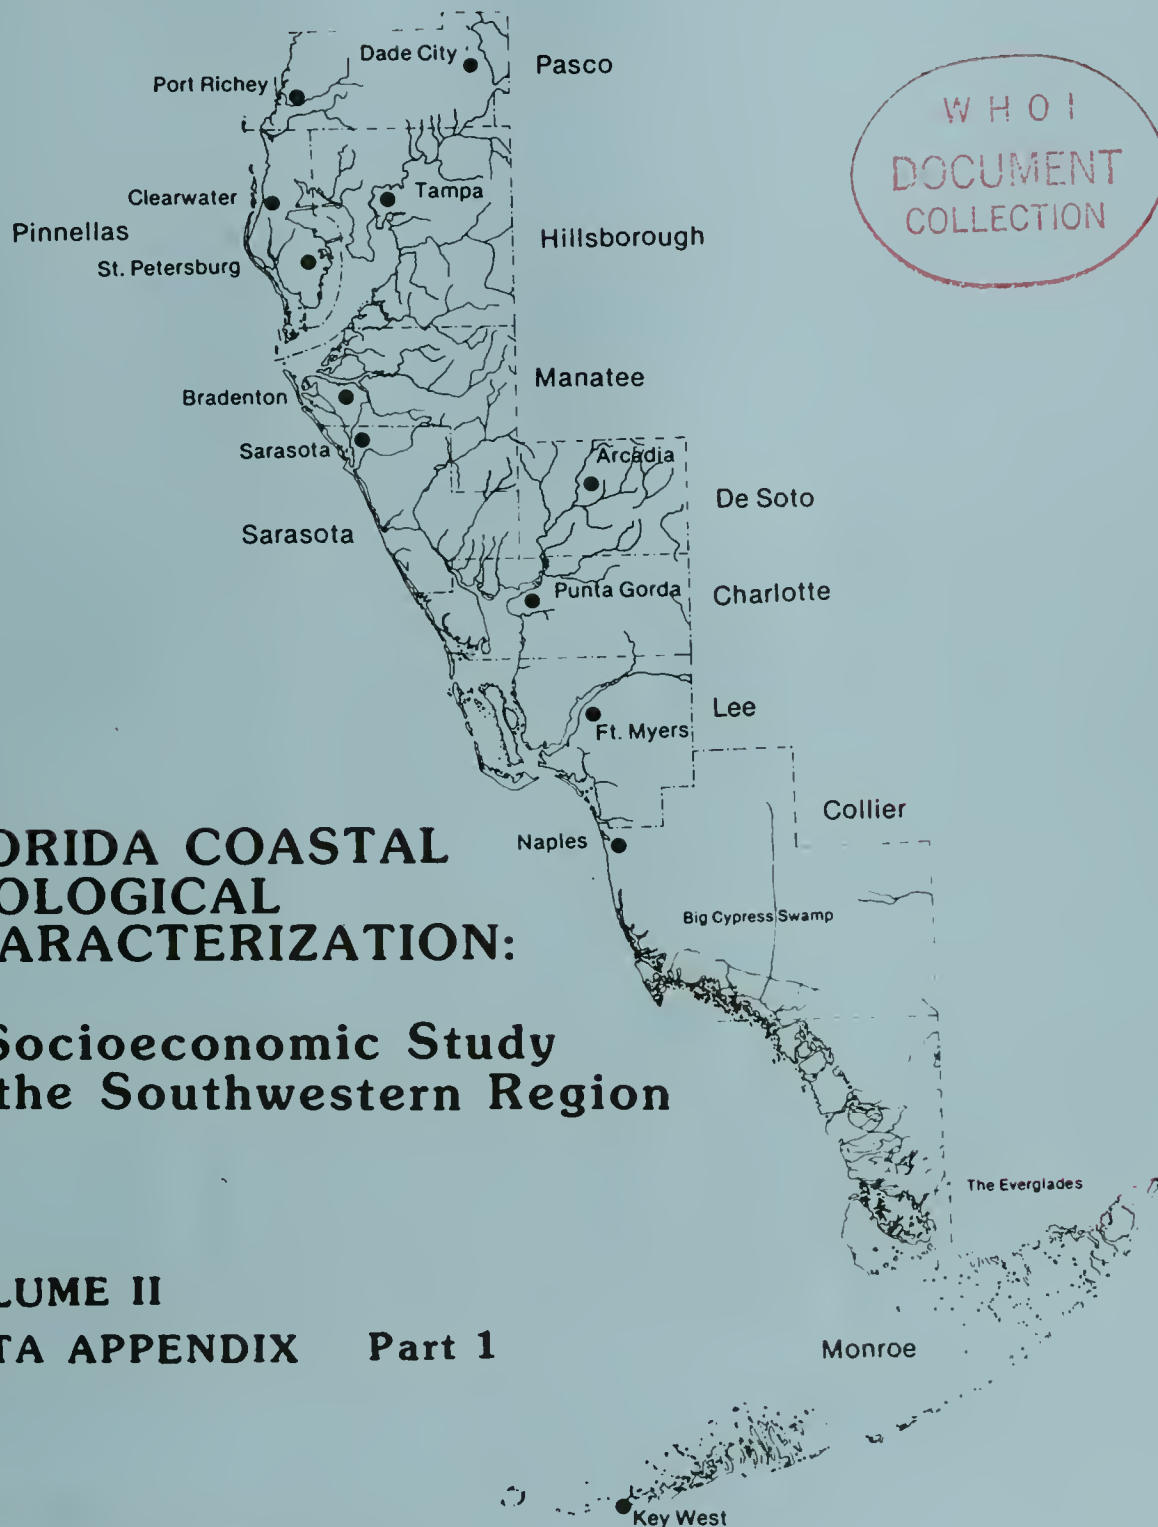 Dade City
Pasco
Port Richey
WHOI
DOCUMENT
COLLECTION
Clearwater
Tampa
Pinnellas
Hillsborough
St. Petersburg
Manatee
Bradenton
Sarasota
Arcadia
De Soto
Sarasota
Punta Gorda
Charlotte
Lee
Ft. Myers
Collier
Naples
Big Cypress Swamp
ORIDA COASTAL
OLOGICAL
ARACTERIZATION:
Socioeconomic Study
the Southwestern Region
The Everglades
LUME II
TA APPENDIX Part 1
Monroe
Key West